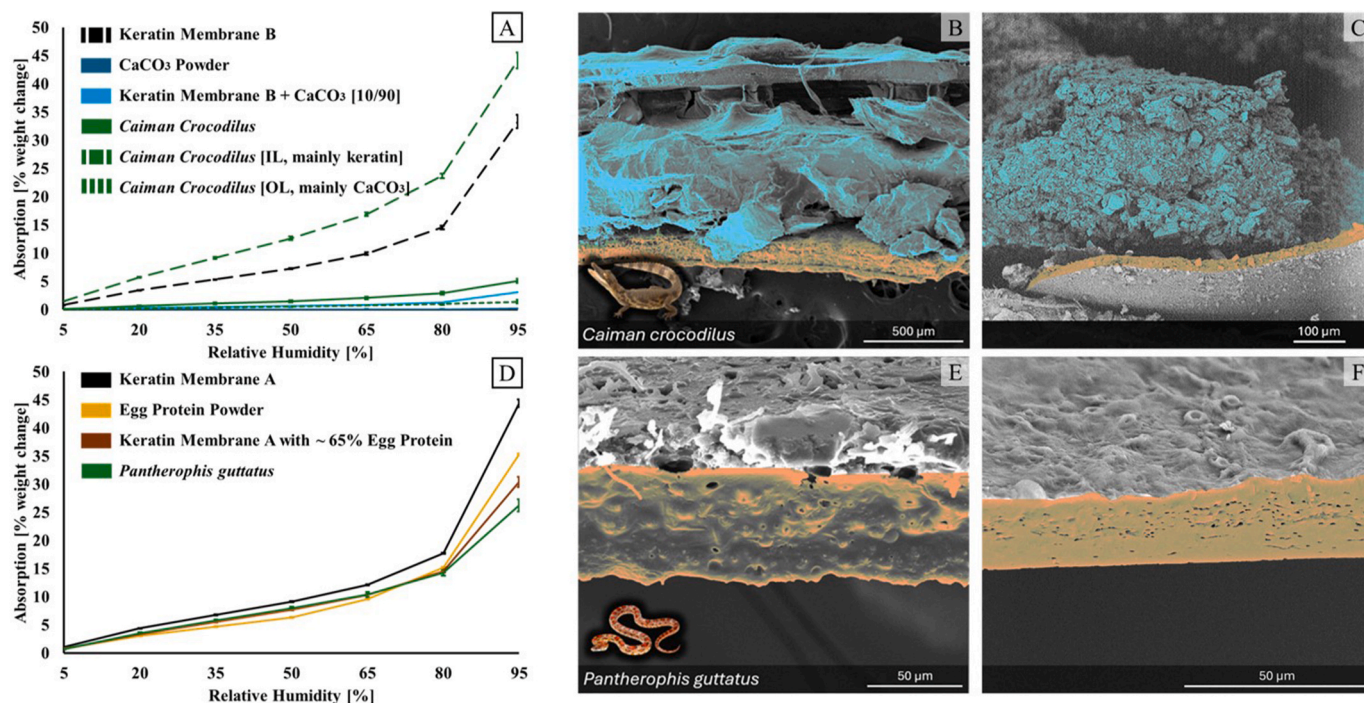 A
Absorption [% weight change]
50
45
40
35
30
25
20
15
10
5
0
Keratin Membrane B
CaCO₃ Powder
Keratin Membrane B + CaCO₃ [10/90]
Caiman Crocodilus
Caiman Crocodilus [IL, mainly keratin]
Caiman Crocodilus [OL, mainly CaCO₃]
5 20 35 50 65 80 95
Relative Humidity [%]
B
Caiman crocodilus
500 µm
C
100 µm
D
Absorption [% weight change]
50
45
40
35
30
25
20
15
10
5
0
Keratin Membrane A
Egg Protein Powder
Keratin Membrane A with ~ 65% Egg Protein
Pantherophis guttatus
5 20 35 50 65 80 95
Relative Humidity [%]
E
Pantherophis guttatus
50 µm
F
50 µm